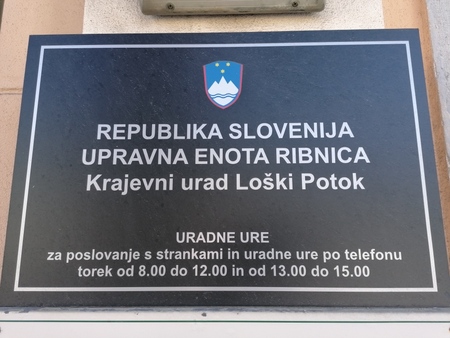 REPUBLIKA SLOVENIJA
UPRAVNA ENOTA RIBNICA
Krajevni urad Loški Potok
URADNE URE
za poslovanje s strankami in uradne ure po telefonu
torek od 8.00 do 12.00 in od 13.00 do 15.00